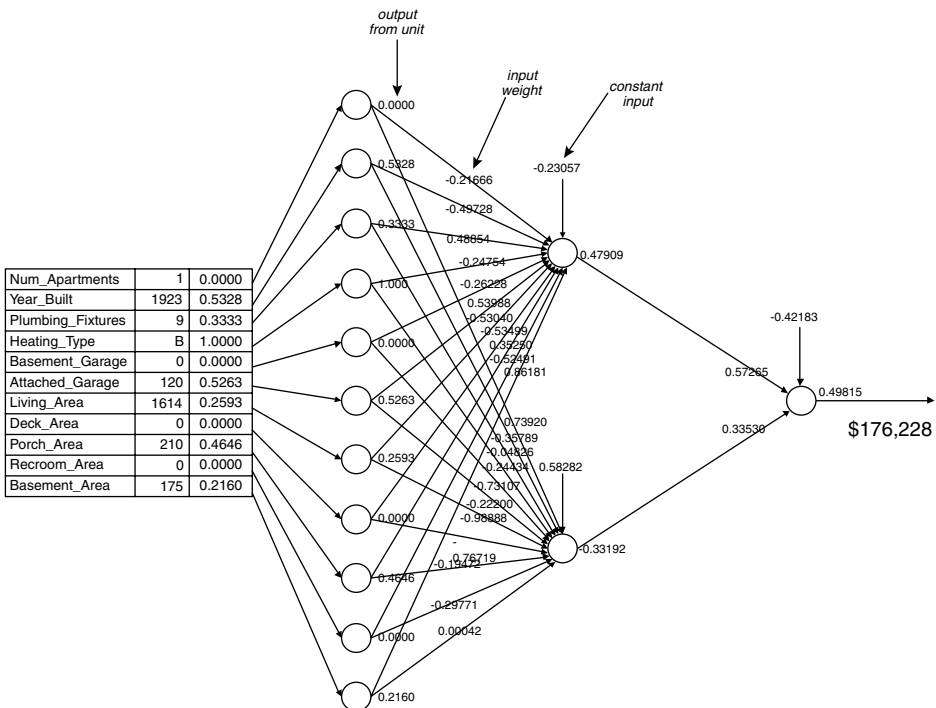 output
from unit
input
weight
constant
input
0.0000
0.5328
0.3333
1.000
0.0000
0.5263
0.2593
0.0000
0.4646
0.0000
0.2160
Num_Apartments 1 0.0000
Year_Built 1923 0.5328
Plumbing_Fixtures 9 0.3333
Heating_Type B 1.0000
Basement_Garage 0 0.0000
Attached_Garage 120 0.5263
Living_Area 1614 0.2593
Deck_Area 0 0.0000
Porch_Area 210 0.4646
Recroom_Area 0 0.0000
Basement_Area 175 0.2160
-0.21666
-0.49728
0.48854
-0.24754
-0.26228
0.53988
-0.53040
-0.53499
0.35250
-0.52491
0.86181
-0.23057
0.47909
0.73920
-0.35789
-0.04826
0.24434
-0.73107
-0.22200
-0.98888
-
0.76719
-0.19472
-0.29771
0.00042
0.58282
-0.33192
0.57265
0.33530
-0.42183
0.49815
$176,228